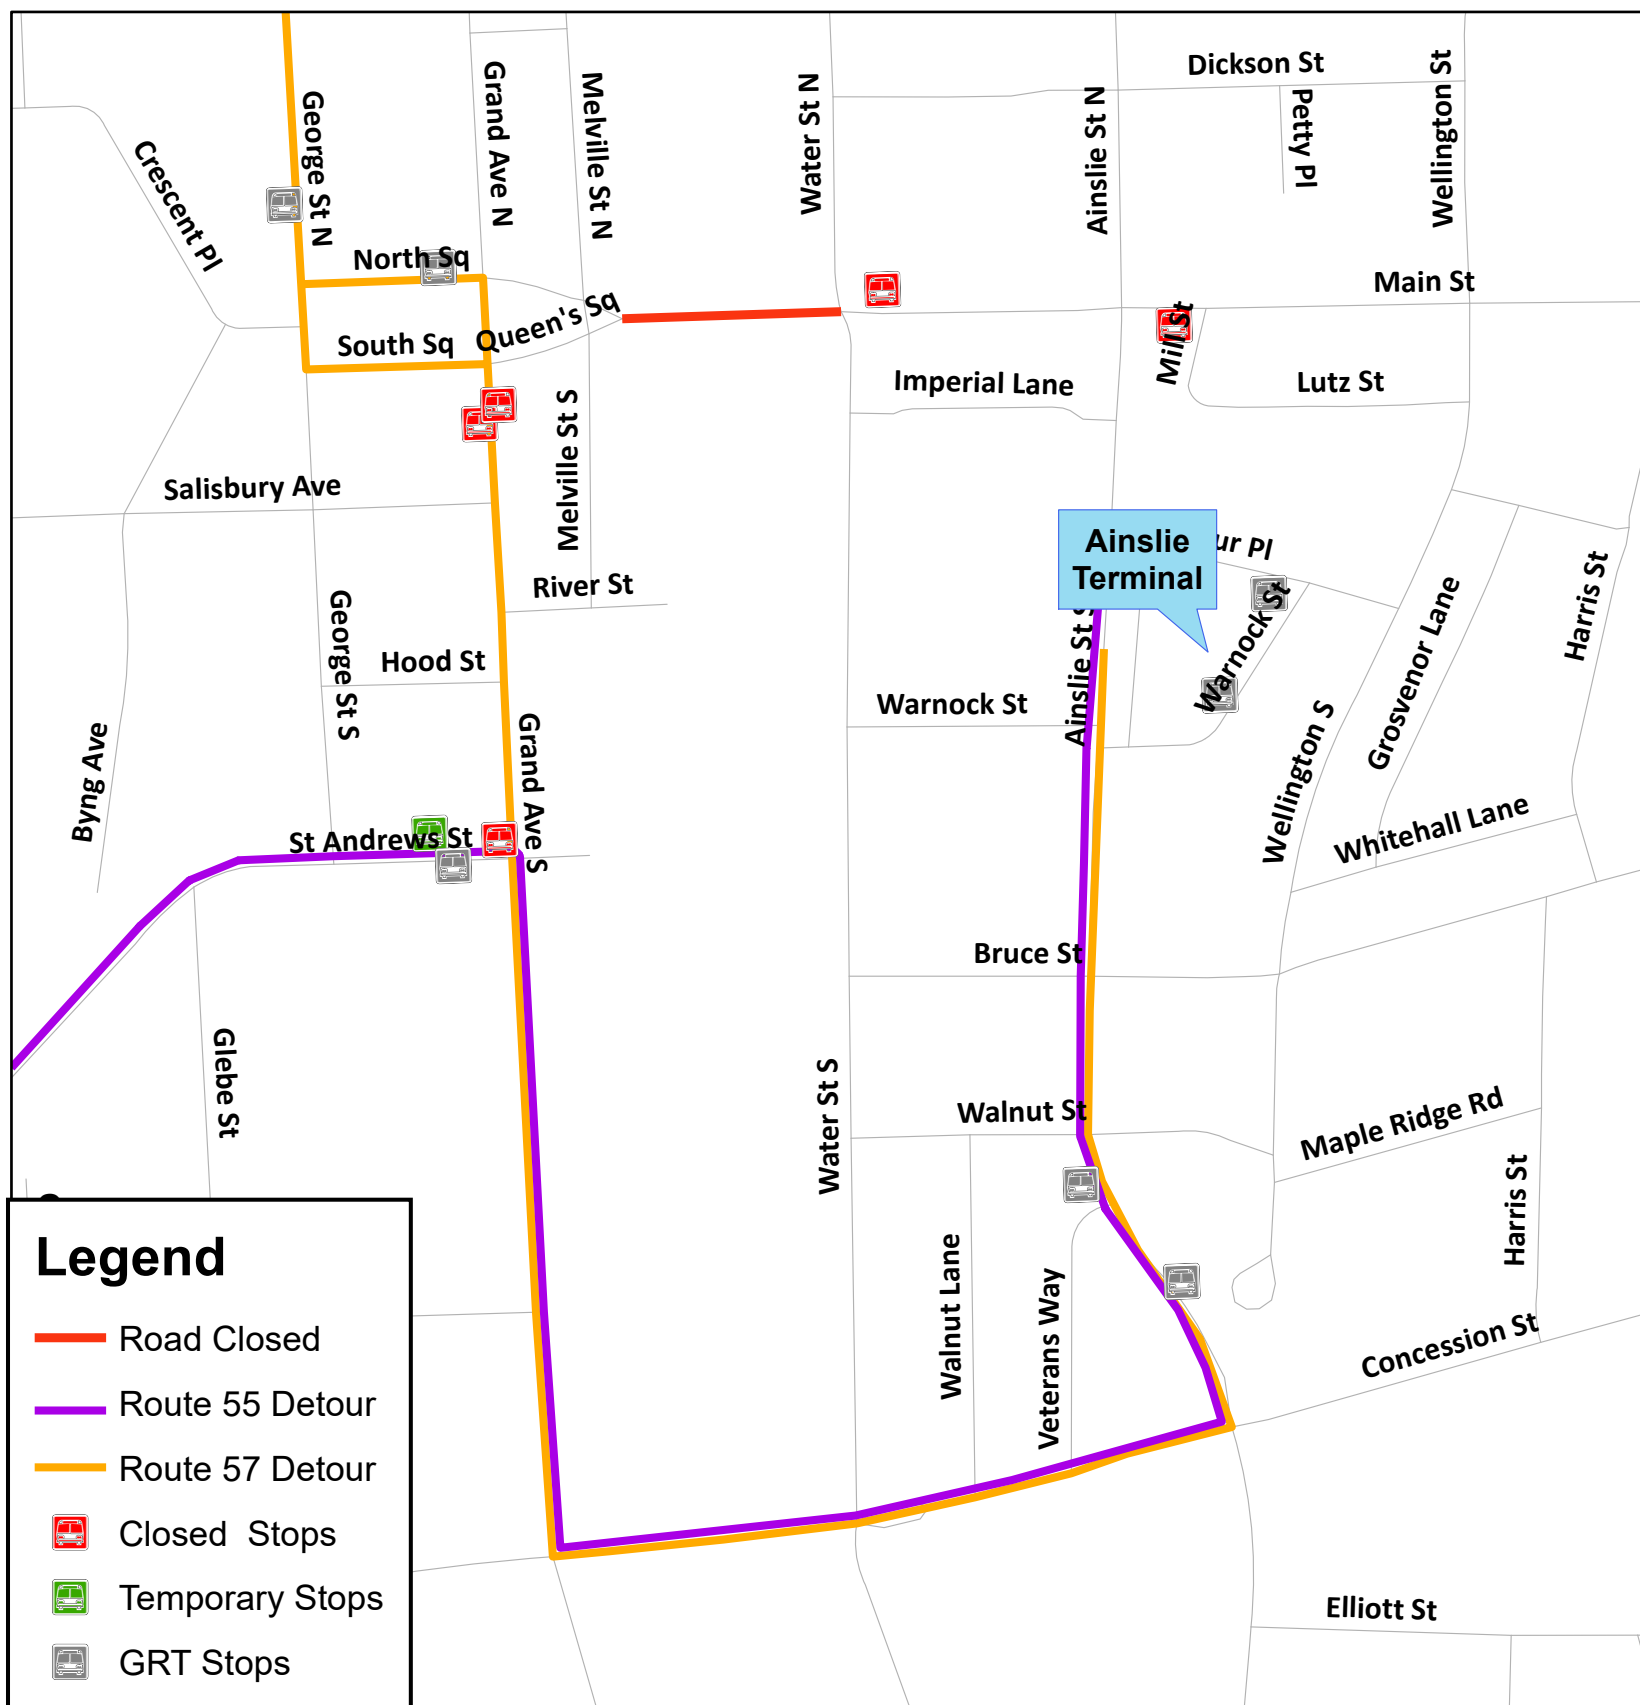 Dickson St
Wellington St
Petty Pl
Ainslie St N
Water St N
Melville St N
Grand Ave N
George St N
Crescent Pl
North Sq
Queen's Sq
Main St
South Sq
Mill St
Imperial Lane
Lutz St
Melville St S
Salisbury Ave
Ainslie
Terminal
ur Pl
River St
Harris St
Warnock St
George St S
Hood St
Ainslie St S
Grosvenor Lane
Warnock St
Wellington S
Grand Ave S
Byng Ave
St Andrews St
Whitehall Lane
Bruce St
Glebe St
Water St S
Walnut St
Maple Ridge Rd
Harris St
Walnut Lane
Veterans Way
Concession St
Elliott St
Legend
Road Closed
Route 55 Detour
Route 57 Detour
Closed Stops
Temporary Stops
GRT Stops